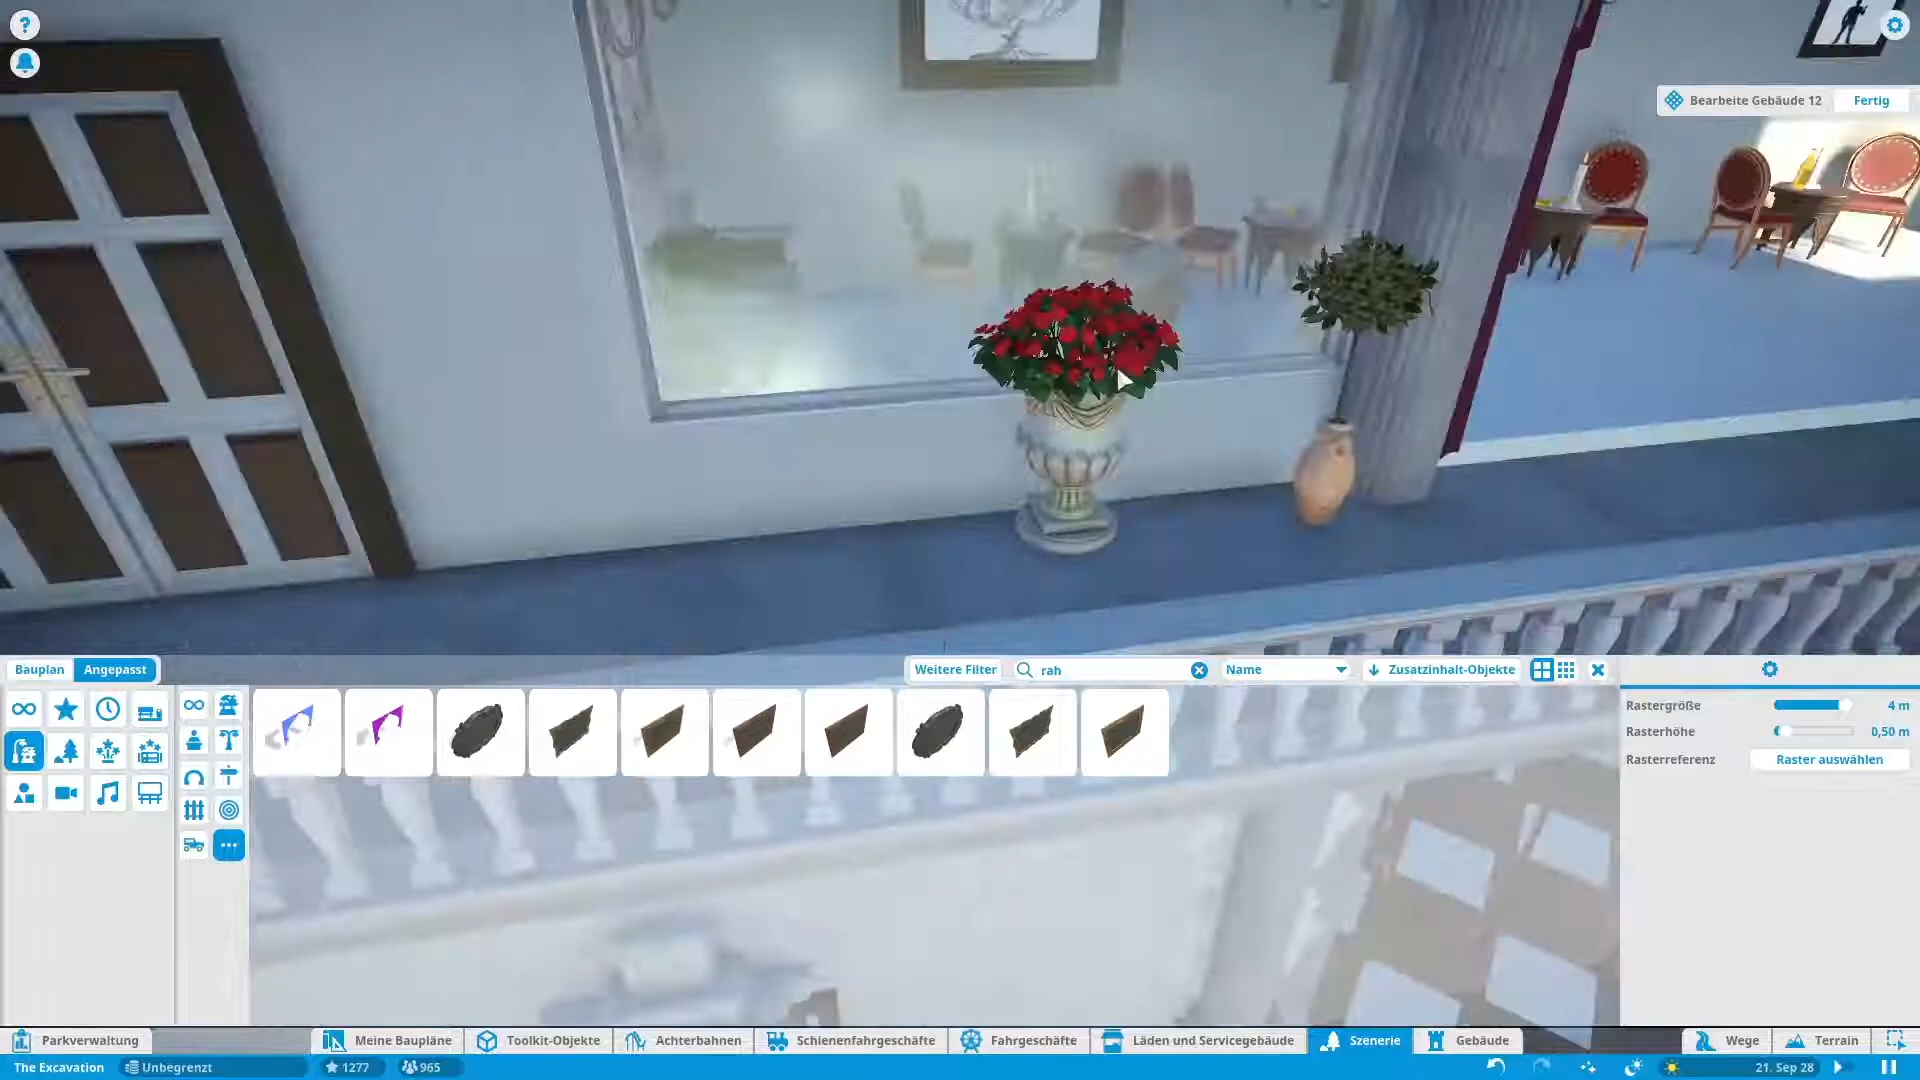 ?
Bearbeite Gebäude 12
Fertig
Bauplan
Angepasst
Weitere Filter
rah
Name
Zusatzinhalt-Objekte
Rastergröße
4 m
Rasterhöhe
0,50 m
Rasterreferenz
Raster auswählen
Parkverwaltung
Meine Baupläne
Toolkit-Objekte
Achterbahnen
Schienenfahrgeschäfte
Fahrgeschäfte
Läden und Servicegebäude
Szenerie
Gebäude
Wege
Terrain
The Excavation
Unbegrenzt
1277
965
21. Sep 28